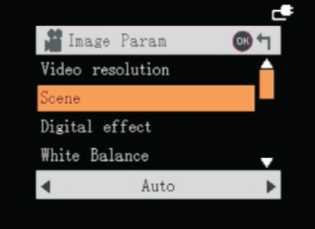 Image Param OK
Video resolution
Scene
Digital effect
White Balance
Auto